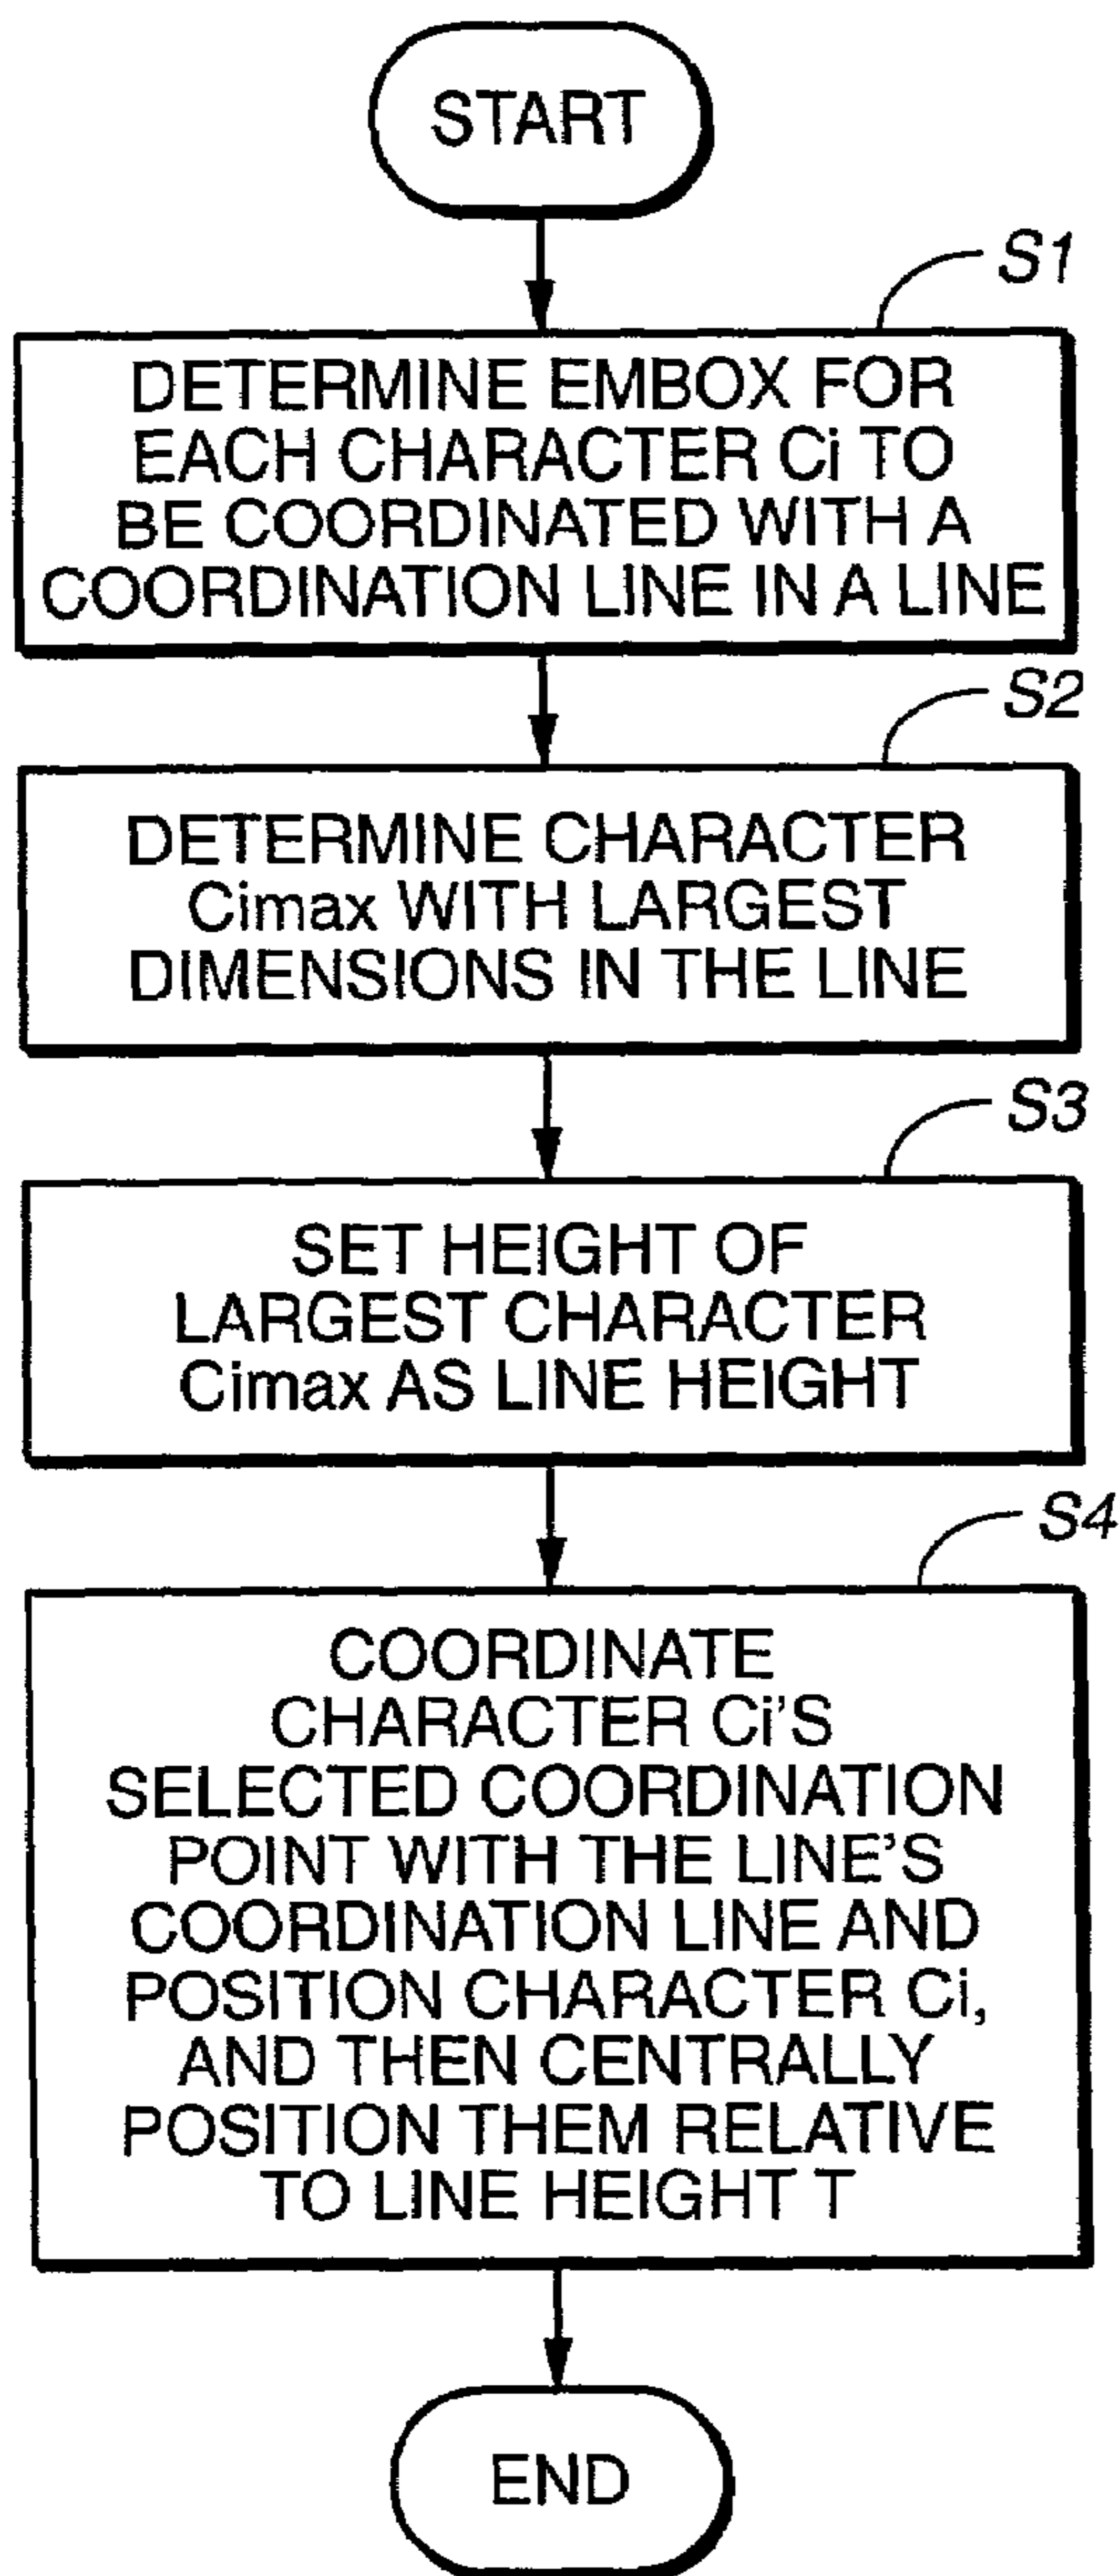 START
S1
DETERMINE EMBOX FOR
EACH CHARACTER Ci TO
BE COORDINATED WITH A
COORDINATION LINE IN A LINE
S2
DETERMINE CHARACTER
Cimax WITH LARGEST
DIMENSIONS IN THE LINE
S3
SET HEIGHT OF
LARGEST CHARACTER
Cimax AS LINE HEIGHT
S4
COORDINATE
CHARACTER Ci'S
SELECTED COORDINATION
POINT WITH THE LINE'S
COORDINATION LINE AND
POSITION CHARACTER Ci,
AND THEN CENTRALLY
POSITION THEM RELATIVE
TO LINE HEIGHT T
END